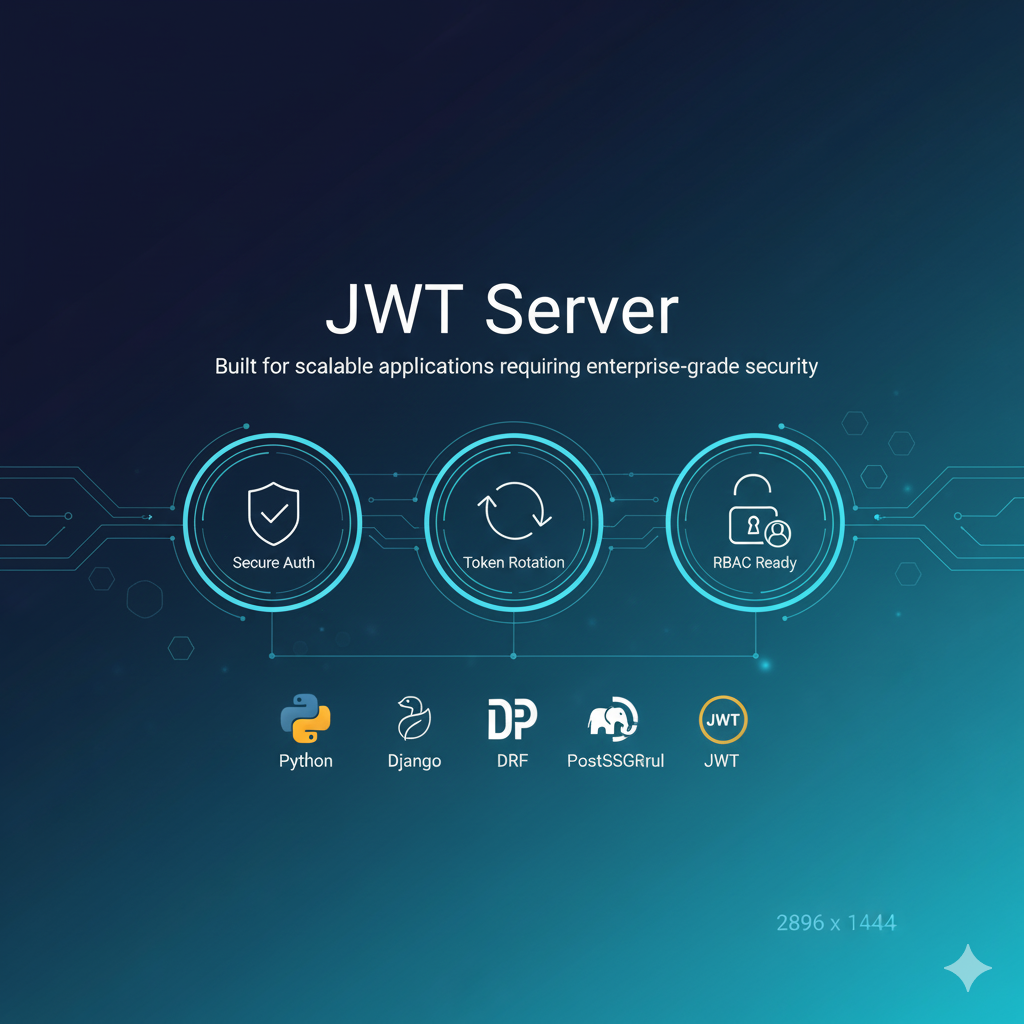 JWT Server
Built for scalable applications requiring enterprise-grade security
Secure Auth
Token Rotation
RBAC Ready
DP
JWT
Python
Django
DRF
PostSSGRrul
JWT
2896 x 1444